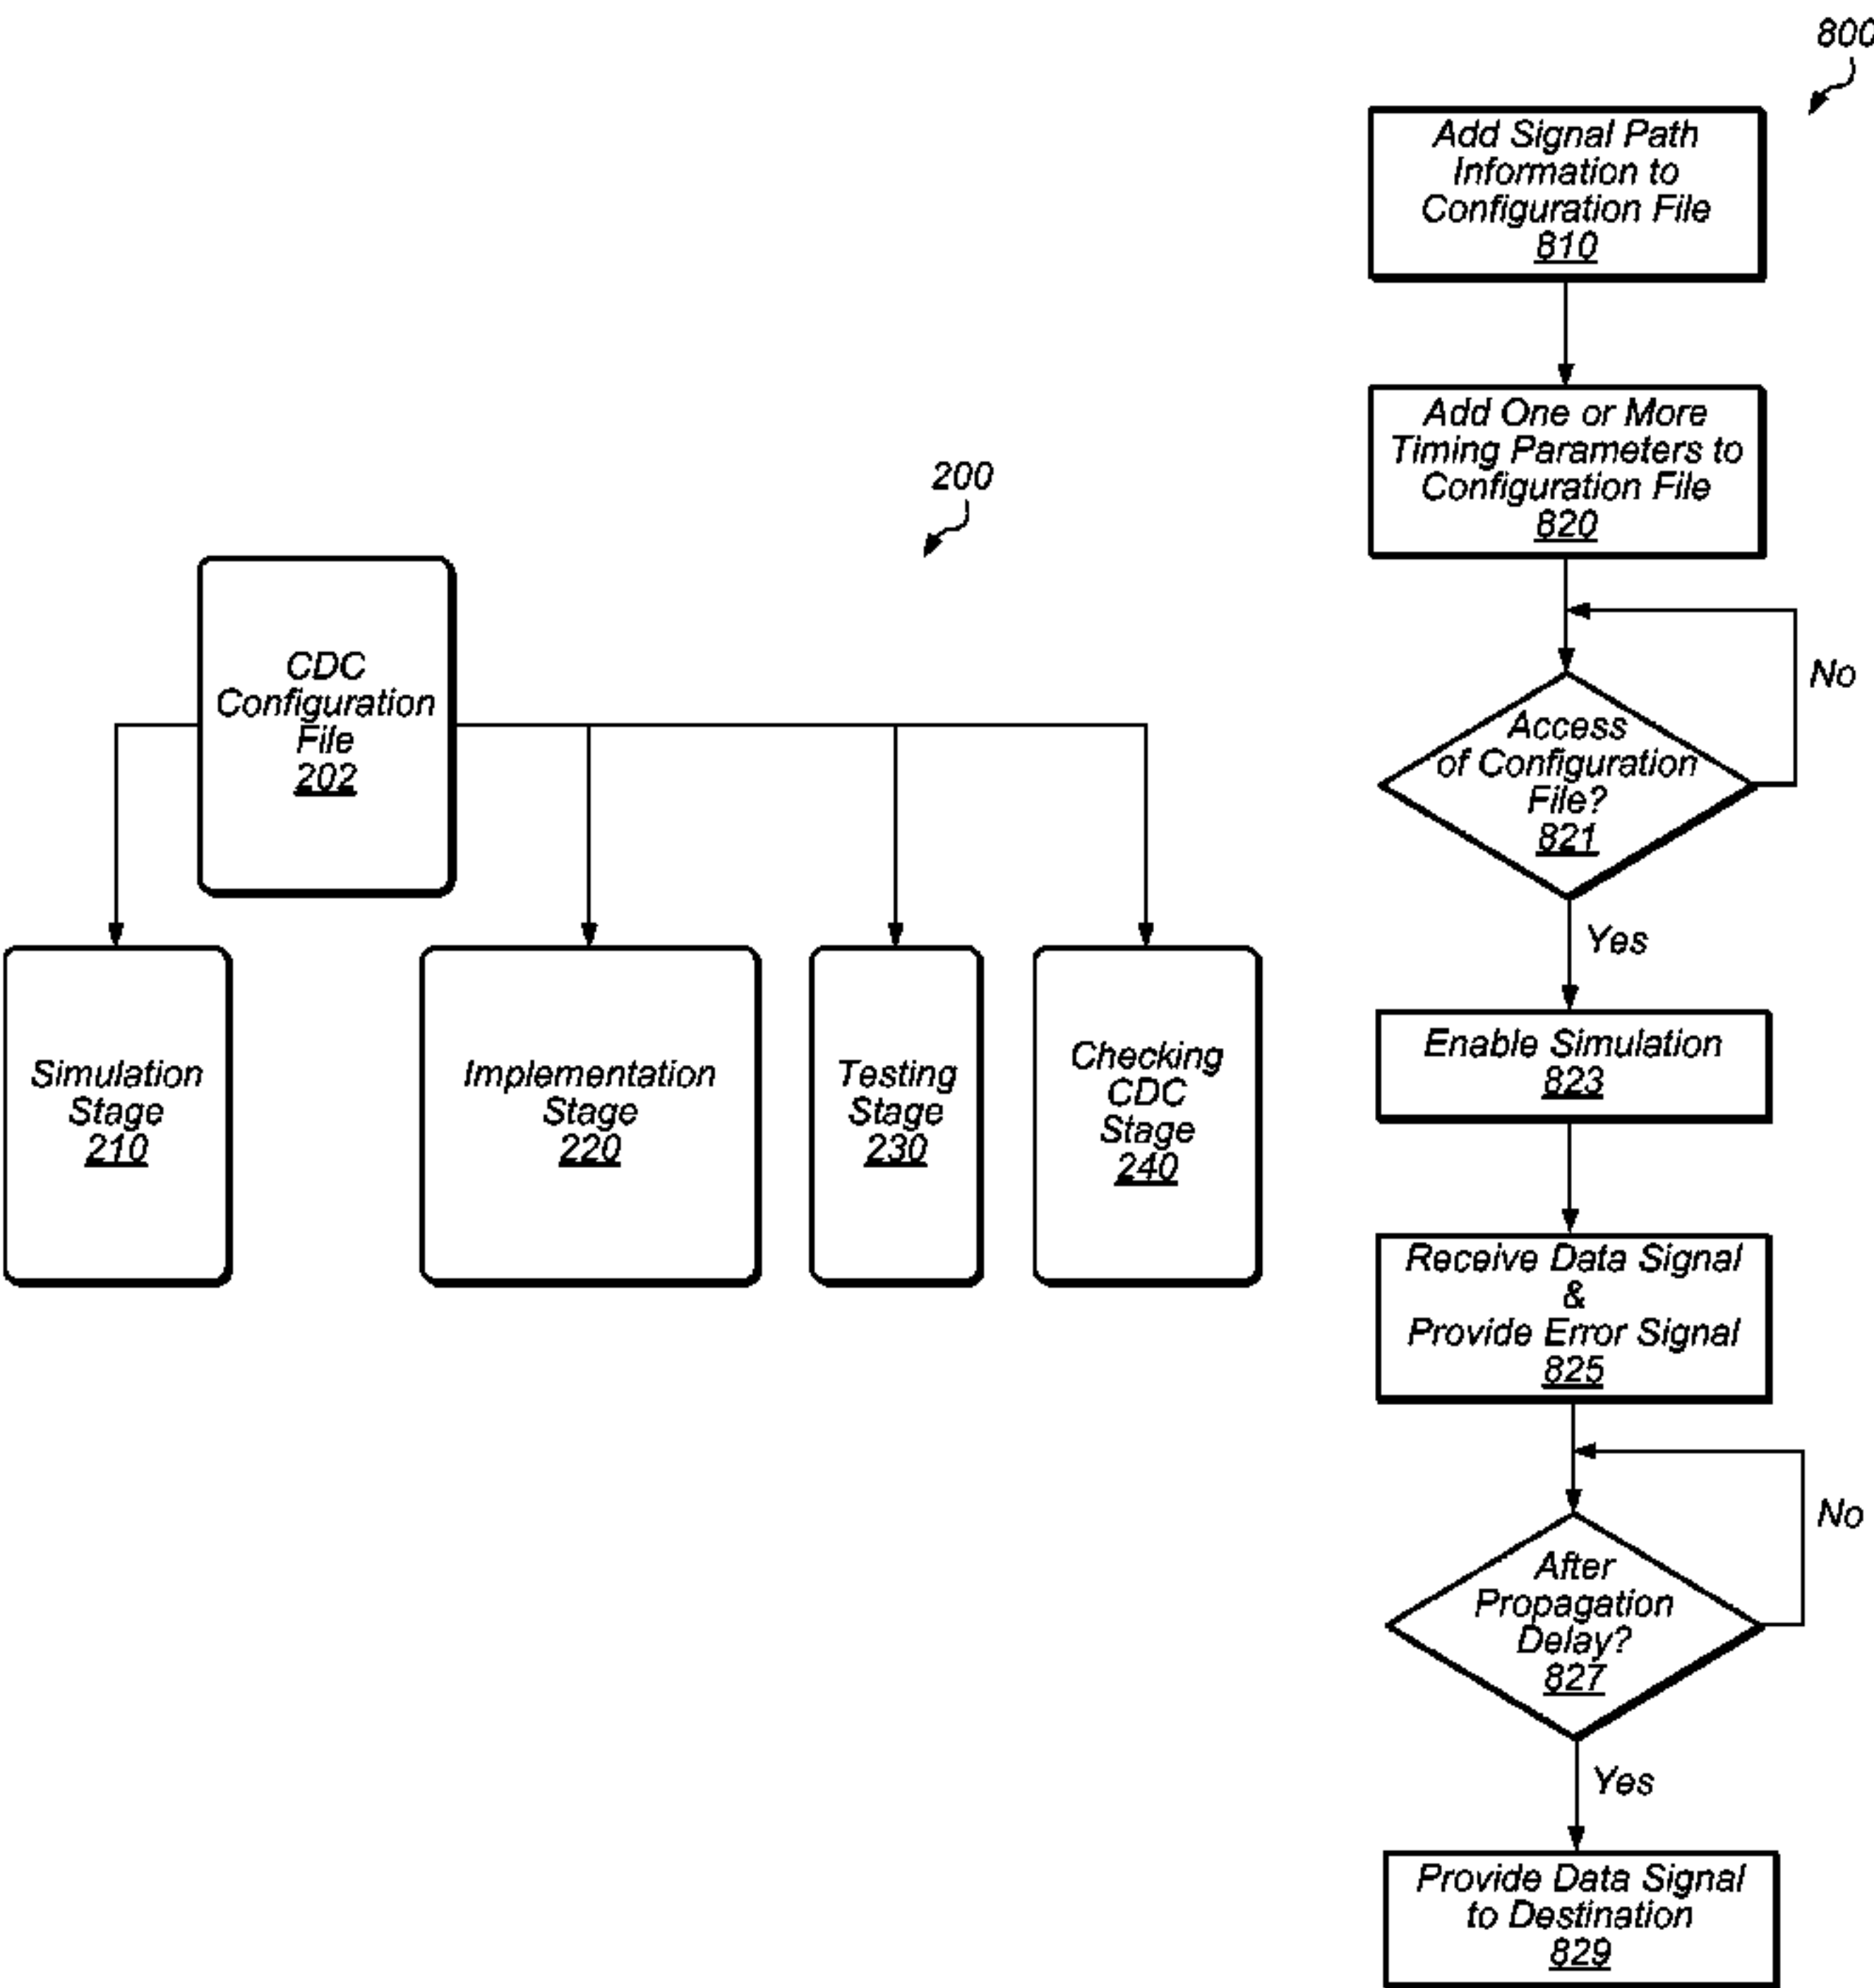 200
CDC
Configuration
File
202
Simulation
Stage
210
Implementation
Stage
220
Testing
Stage
230
Checking
CDC
Stage
240
800
Add Signal Path
Information to
Configuration File
810
Add One or More
Timing Parameters to
Configuration File
820
No
Access
of Configuration
File?
821
Yes
Enable Simulation
823
Receive Data Signal
&
Provide Error Signal
825
No
After
Propagation
Delay?
827
Yes
Provide Data Signal
to Destination
829